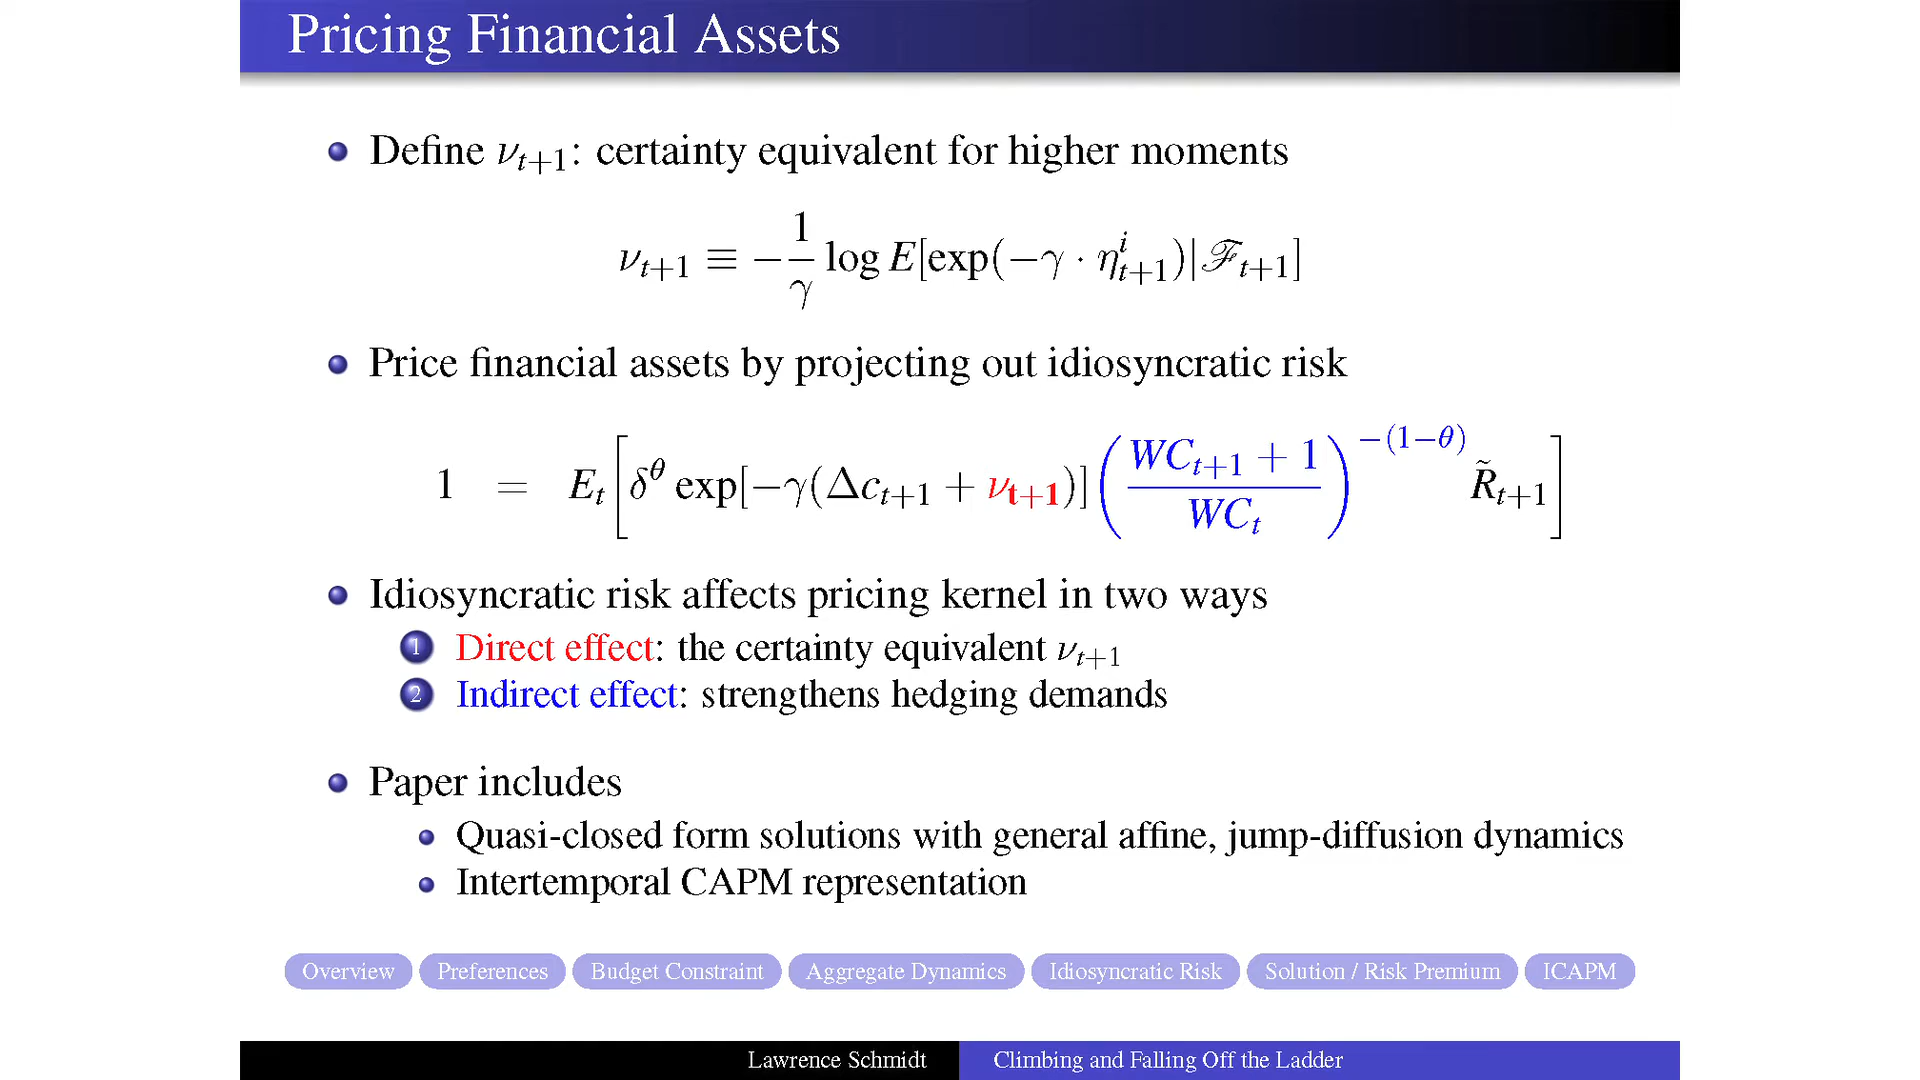 Pricing Financial Assets
Define ν_{t+1}: certainty equivalent for higher moments
ν_{t+1} ≡ −\frac{1}{γ} log E[exp(−γ · η^i_{t+1})|ℱ_{t+1}]
Price financial assets by projecting out idiosyncratic risk
1 = E_t [ δ^θ exp[−γ(Δc_{t+1} + ν_{t+1})] ( \frac{WC_{t+1} + 1}{WC_t} )^{−(1−θ)} \tilde{R}_{t+1} ]
Idiosyncratic risk affects pricing kernel in two ways
1 Direct effect: the certainty equivalent ν_{t+1}
2 Indirect effect: strengthens hedging demands
Paper includes
Quasi-closed form solutions with general affine, jump-diffusion dynamics
Intertemporal CAPM representation
Overview Preferences Budget Constraint Aggregate Dynamics Idiosyncratic Risk Solution / Risk Premium ICAPM
Lawrence Schmidt Climbing and Falling Off the Ladder